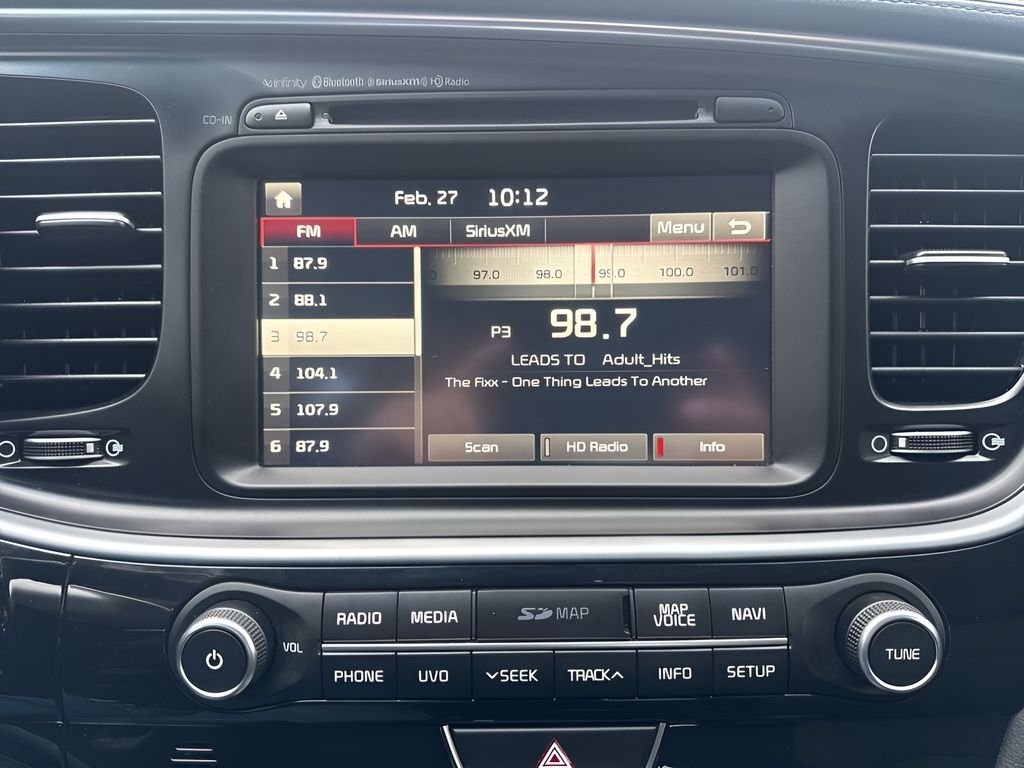 infinity Bluetooth ((SiriusXM)) HD Radio
CD-IN
Feb. 27 10:12
FM AM SiriusXM Menu
1 87.9
2 88.1
3 98.7
4 104.1
5 107.9
6 87.9
0 97.0 98.0 99.0 100.0 101.0
P3 98.7
LEADS TO Adult_Hits
The Fixx - One Thing Leads To Another
Scan HD Radio Info
VOL
RADIO MEDIA SD MAP MAP VOICE NAVI
PHONE UVO SEEK TRACK INFO SETUP
TUNE